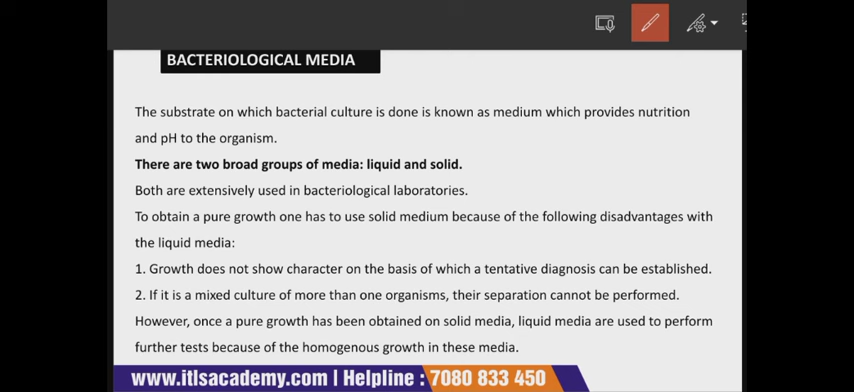 BACTERIOLOGICAL MEDIA
The substrate on which bacterial culture is done is known as medium which provides nutrition
and pH to the organism.
There are two broad groups of media: liquid and solid.
Both are extensively used in bacteriological laboratories.
To obtain a pure growth one has to use solid medium because of the following disadvantages with
the liquid media:
1. Growth does not show character on the basis of which a tentative diagnosis can be established.
2. If it is a mixed culture of more than one organisms, their separation cannot be performed.
However, once a pure growth has been obtained on solid media, liquid media are used to perform
further tests because of the homogenous growth in these media.
www.itlsacademy.com | Helpline : 7080 833 450